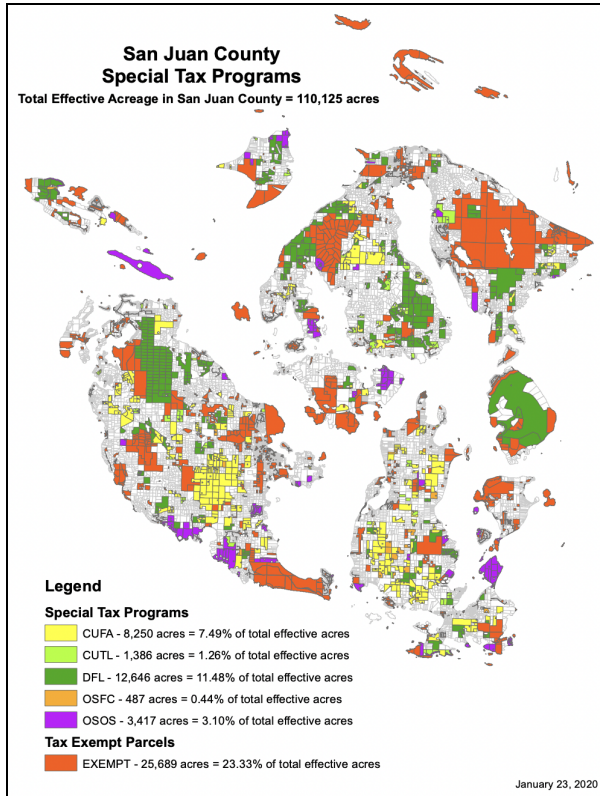 San Juan County
Special Tax Programs
Total Effective Acreage in San Juan County = 110,125 acres
Legend
Special Tax Programs
CUFA - 8,250 acres = 7.49% of total effective acres
CUTL - 1,386 acres = 1.26% of total effective acres
DFL - 12,646 acres = 11.48% of total effective acres
OSFC - 487 acres = 0.44% of total effective acres
OSOS - 3,417 acres = 3.10% of total effective acres
Tax Exempt Parcels
EXEMPT - 25,689 acres = 23.33% of total effective acres
January 23, 2020